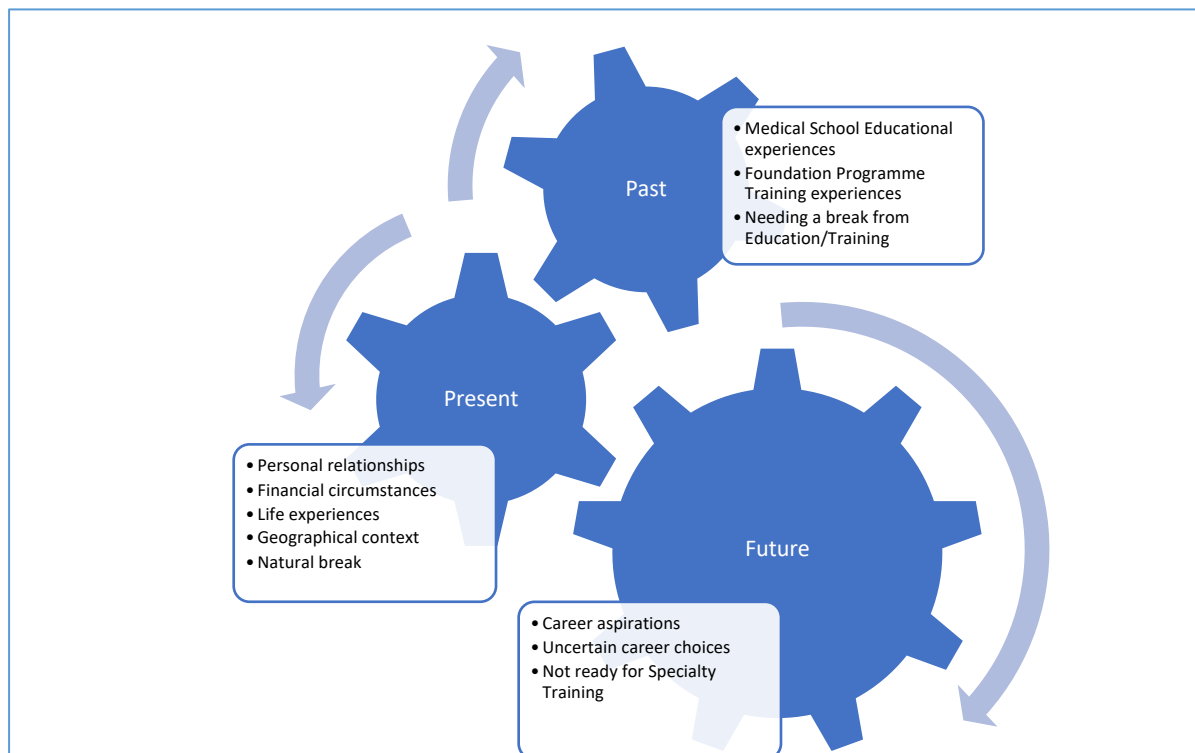 Past
• Medical School Educational
experiences
• Foundation Programme
Training experiences
• Needing a break from
Education/Training
Present
• Personal relationships
• Financial circumstances
• Life experiences
• Geographical context
• Natural break
Future
• Career aspirations
• Uncertain career choices
• Not ready for Specialty
Training